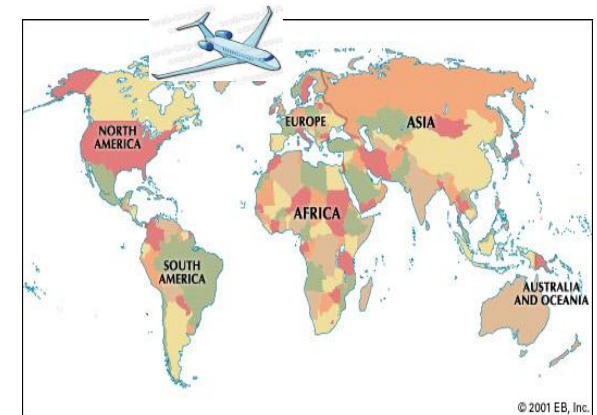 NORTH
AMERICA
EUROPE
ASIA
AFRICA
SOUTH
AMERICA
AUSTRALIA
AND OCEANIA
© 2001 EB, Inc.